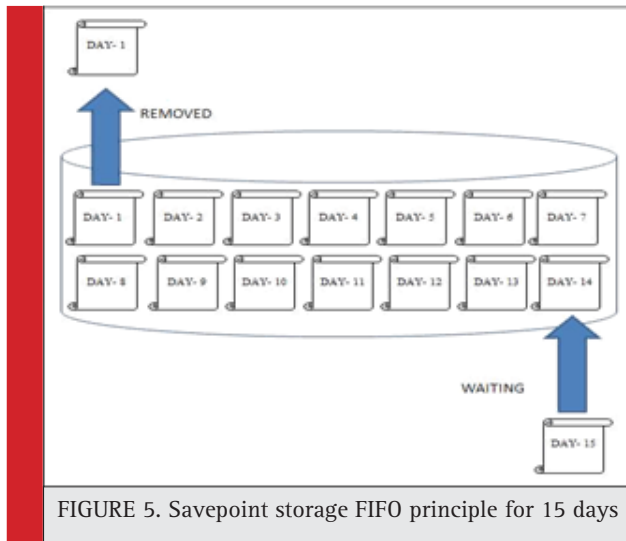 DAY- 1
REMOVED
DAY- 1 DAY- 2 DAY- 3 DAY- 4 DAY- 5 DAY- 6 DAY- 7
DAY- 8 DAY- 9 DAY- 10 DAY- 11 DAY- 12 DAY- 13 DAY- 14
WAITING
DAY- 15
FIGURE 5. Savepoint storage FIFO principle for 15 days